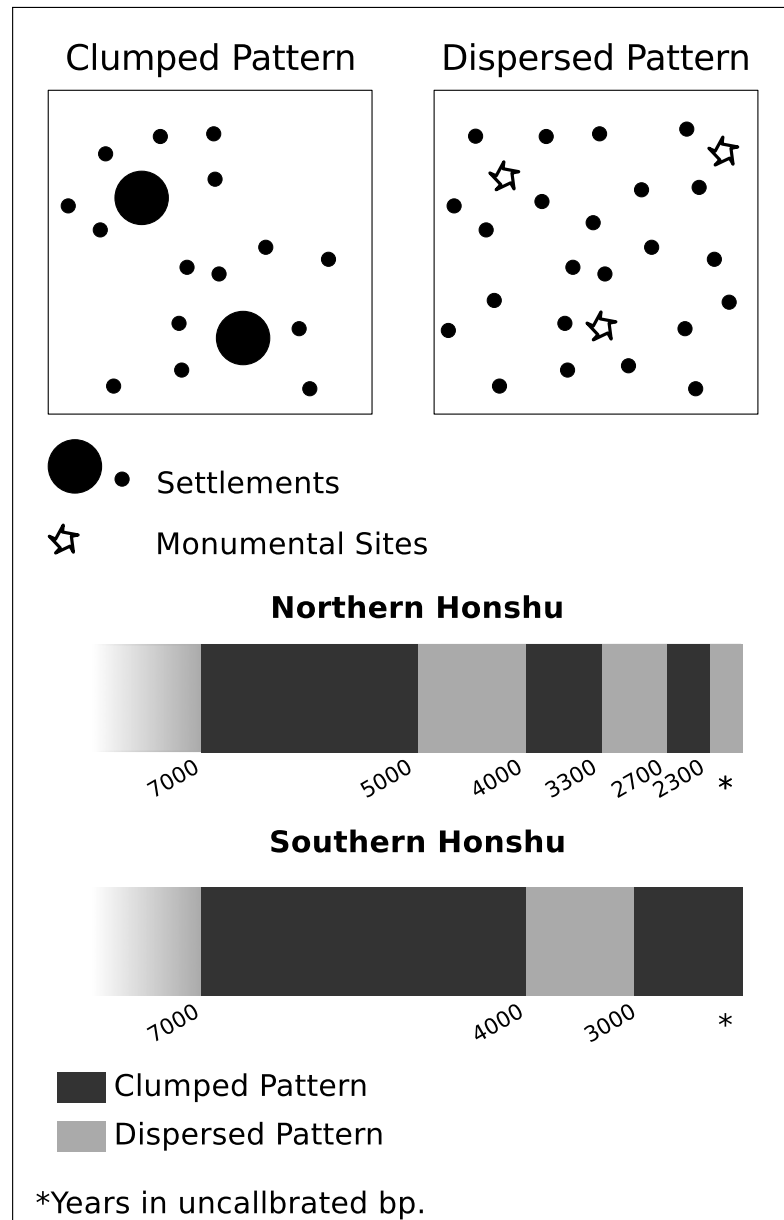 Clumped Pattern
Dispersed Pattern
Settlements
Monumental Sites
Northern Honshu
7000 5000 4000 3300 2700 2300 *
Southern Honshu
7000 4000 3000 *
Clumped Pattern
Dispersed Pattern
*Years in uncallbrated bp.